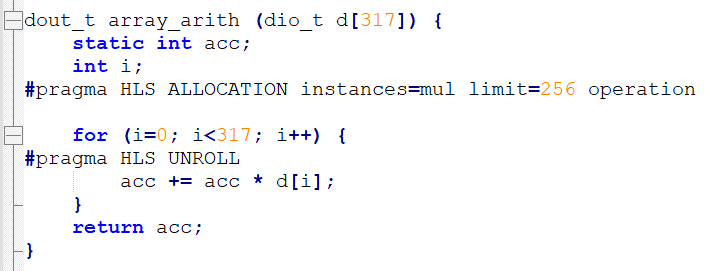 dout_t array_arith (dio_t d[317]) {
    static int acc;
    int i;
#pragma HLS ALLOCATION instances=mul limit=256 operation

    for (i=0; i<317; i++) {
#pragma HLS UNROLL
        acc += acc * d[i];
    }
    return acc;
}